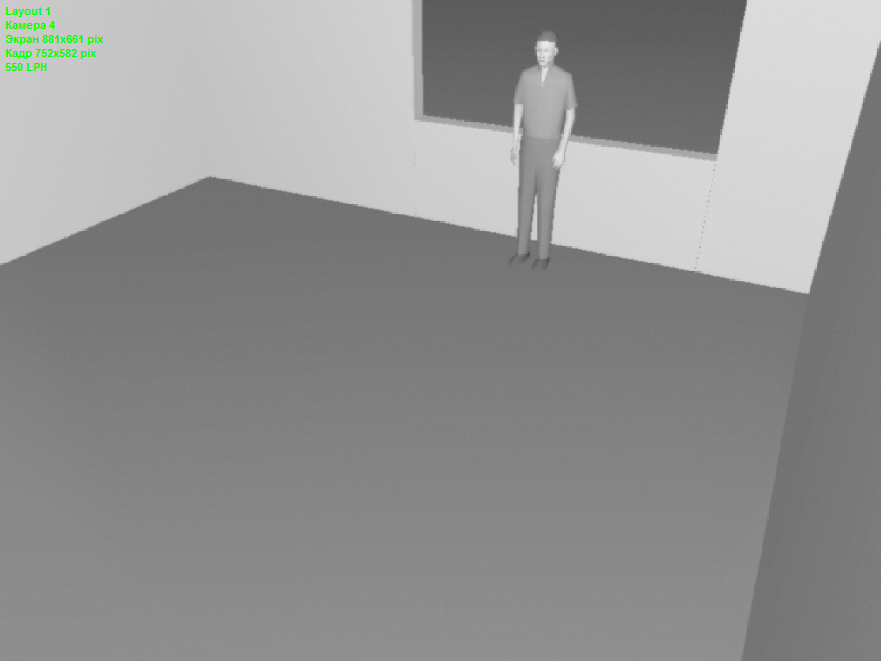 Layout 1
Камера 4
Экран 881x661 pix
Кадр 752x582 pix
550 LPH